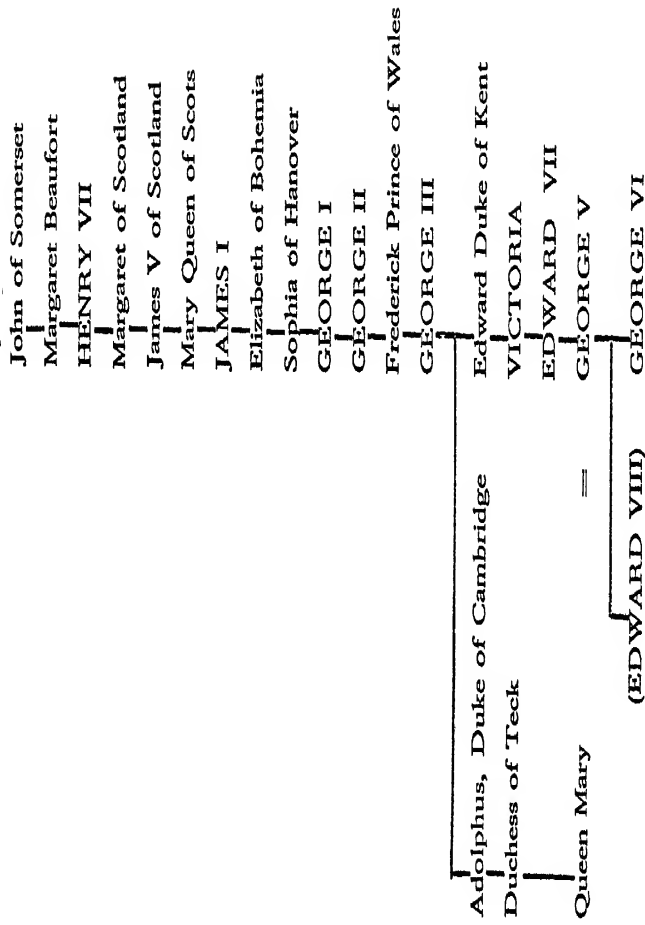 John of Somerset
Margaret Beaufort
HENRY VII
Margaret of Scotland
James V of Scotland
Mary Queen of Scots
JAMES I
Elizabeth of Bohemia
Sophia of Hanover
GEORGE I
GEORGE II
Frederick Prince of Wales
GEORGE III
Adolphus, Duke of Cambridge Edward Duke of Kent
Duchess of Teck VICTORIA
EDWARD VII
Queen Mary = GEORGE V
(EDWARD VIII) GEORGE VI